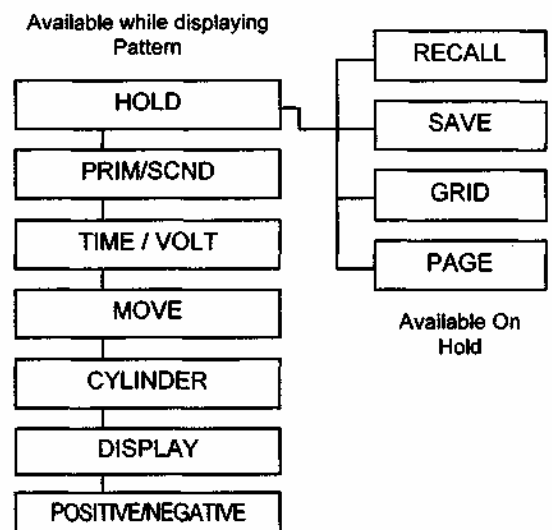 Available while displaying
Pattern
HOLD
PRIM/SCND
TIME / VOLT
MOVE
CYLINDER
DISPLAY
POSITIVE/NEGATIVE
RECALL
SAVE
GRID
PAGE
Available On
Hold